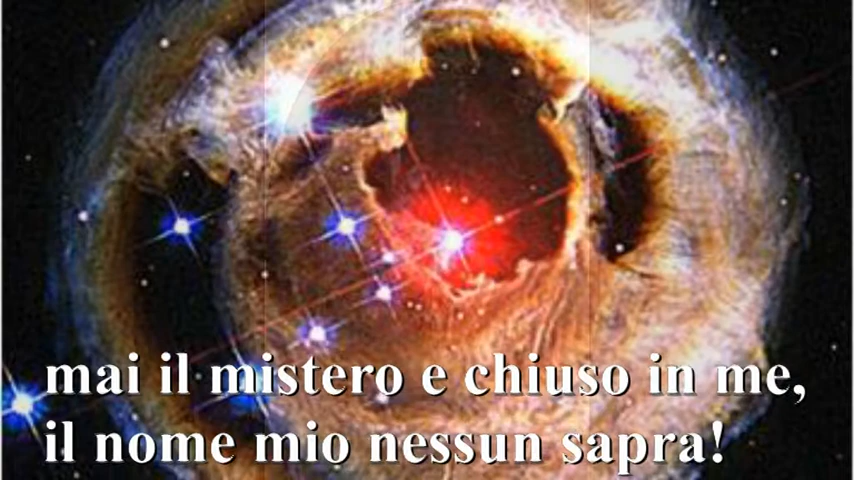 mai il mistero e chiuso in me,
il nome mio nessun sapra!